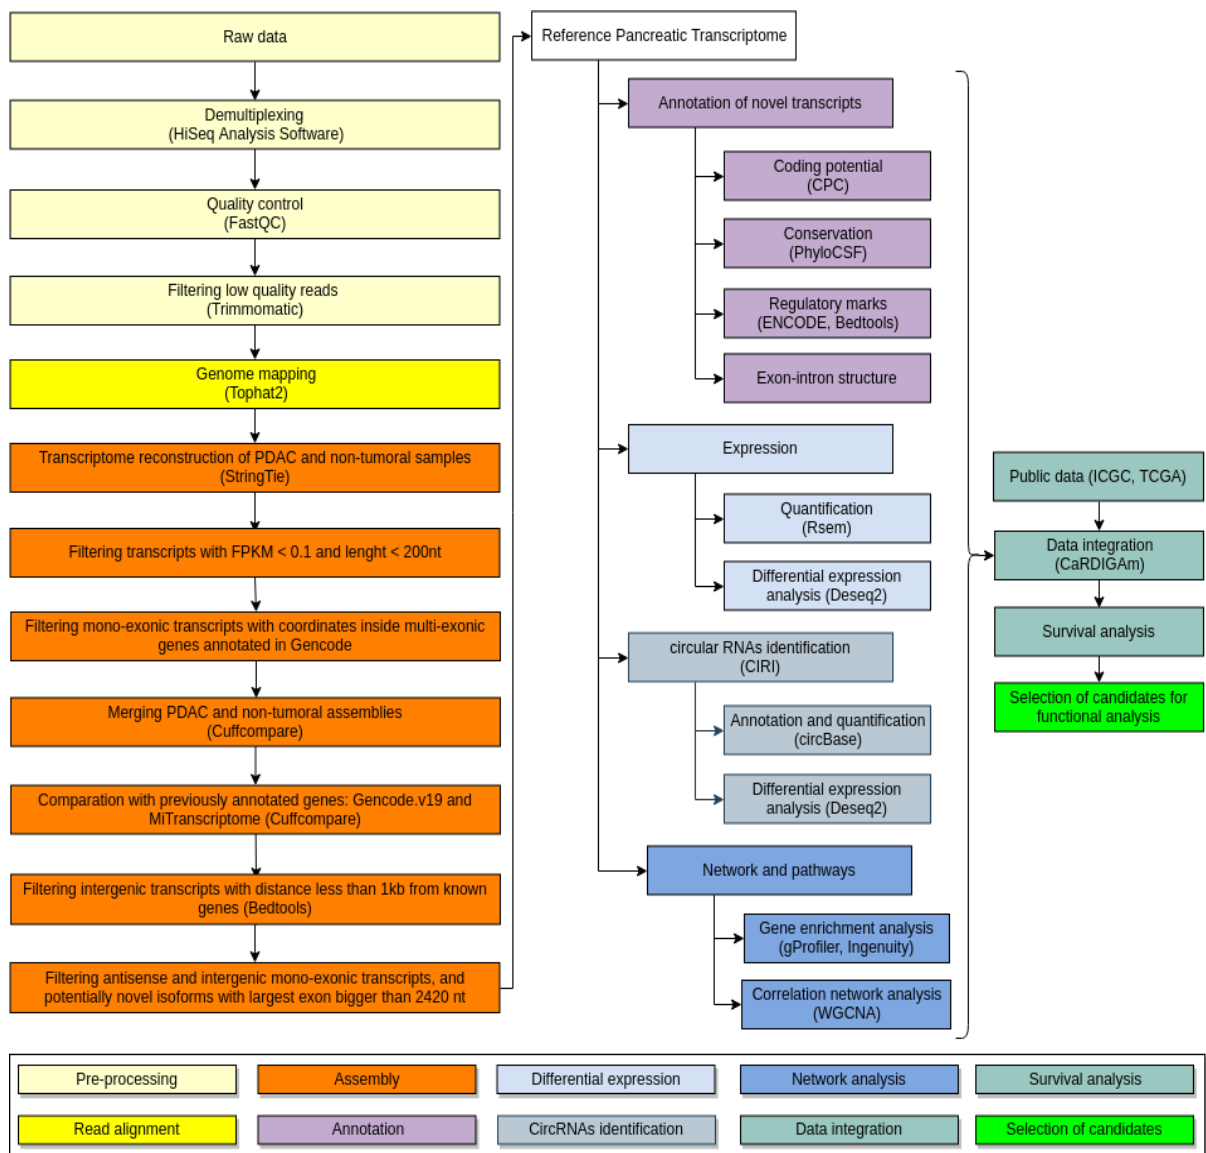 Raw data
Demultiplexing
(HiSeq Analysis Software)
Quality control
(FastQC)
Filtering low quality reads
(Trimmomatic)
Genome mapping
(Tophat2)
Transcriptome reconstruction of PDAC and non-tumoral samples
(StringTie)
Filtering transcripts with FPKM < 0.1 and lenght < 200nt
Filtering mono-exonic transcripts with coordinates inside multi-exonic
genes annotated in Gencode
Merging PDAC and non-tumoral assemblies
(Cuffcompare)
Comparation with previously annotated genes: Gencode.v19 and
MiTranscriptome (Cuffcompare)
Filtering intergenic transcripts with distance less than 1kb from known
genes (Bedtools)
Filtering antisense and intergenic mono-exonic transcripts, and
potentially novel isoforms with largest exon bigger than 2420 nt
Reference Pancreatic Transcriptome
Annotation of novel transcripts
Coding potential
(CPC)
Conservation
(PhyloCSF)
Regulatory marks
(ENCODE, Bedtools)
Exon-intron structure
Expression
Quantification
(Rsem)
Differential expression
analysis (Deseq2)
circular RNAs identification
(CIRI)
Annotation and quantification
(circBase)
Differential expression
analysis (Deseq2)
Network and pathways
Gene enrichment analysis
(gProfiler, Ingenuity)
Correlation network analysis
(WGCNA)
Public data (ICGC, TCGA)
Data integration
(CaRDIGAm)
Survival analysis
Selection of candidates for
functional analysis
Pre-processing
Assembly
Differential expression
Network analysis
Survival analysis
Read alignment
Annotation
CircRNAs identification
Data integration
Selection of candidates